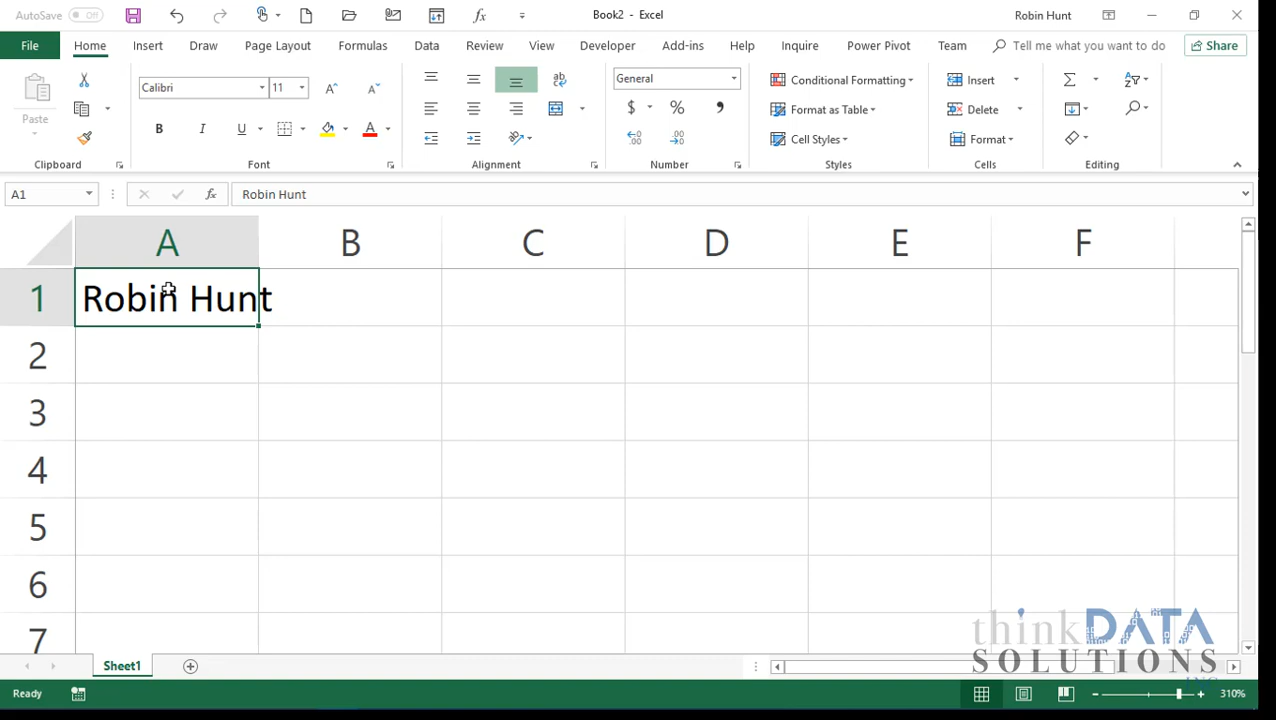 AutoSave Off Book2 - Excel Robin Hunt
File Home Insert Draw Page Layout Formulas Data Review View Developer Add-ins Help Inquire Power Pivot Team Tell me what you want to do Share
Paste Calibri 11 General Conditional Formatting Insert
B I U A $ % , Format as Table Delete
Cell Styles Format
Clipboard Font Alignment Number Styles Cells Editing
A1 fx Robin Hunt
A B C D E F
1 Robin Hunt
2
3
4
5
6
7
thinkDATA
SOLUTIONS
INC
Sheet1
Ready 310%